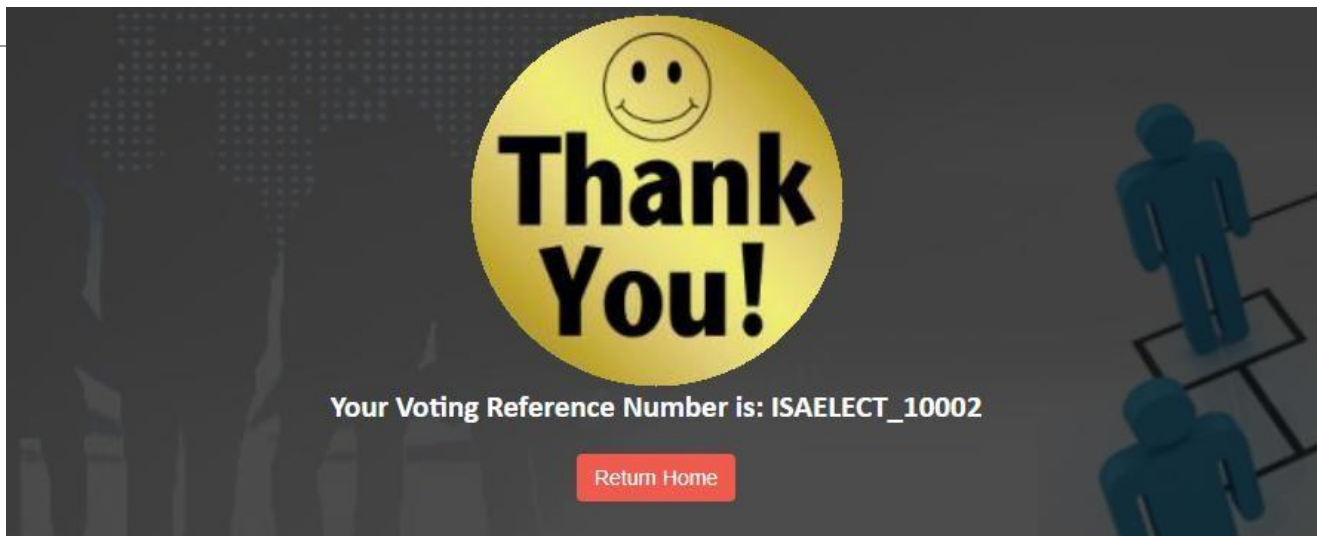 Thank
You!
Your Voting Reference Number is: ISAELECT_10002
Return Home